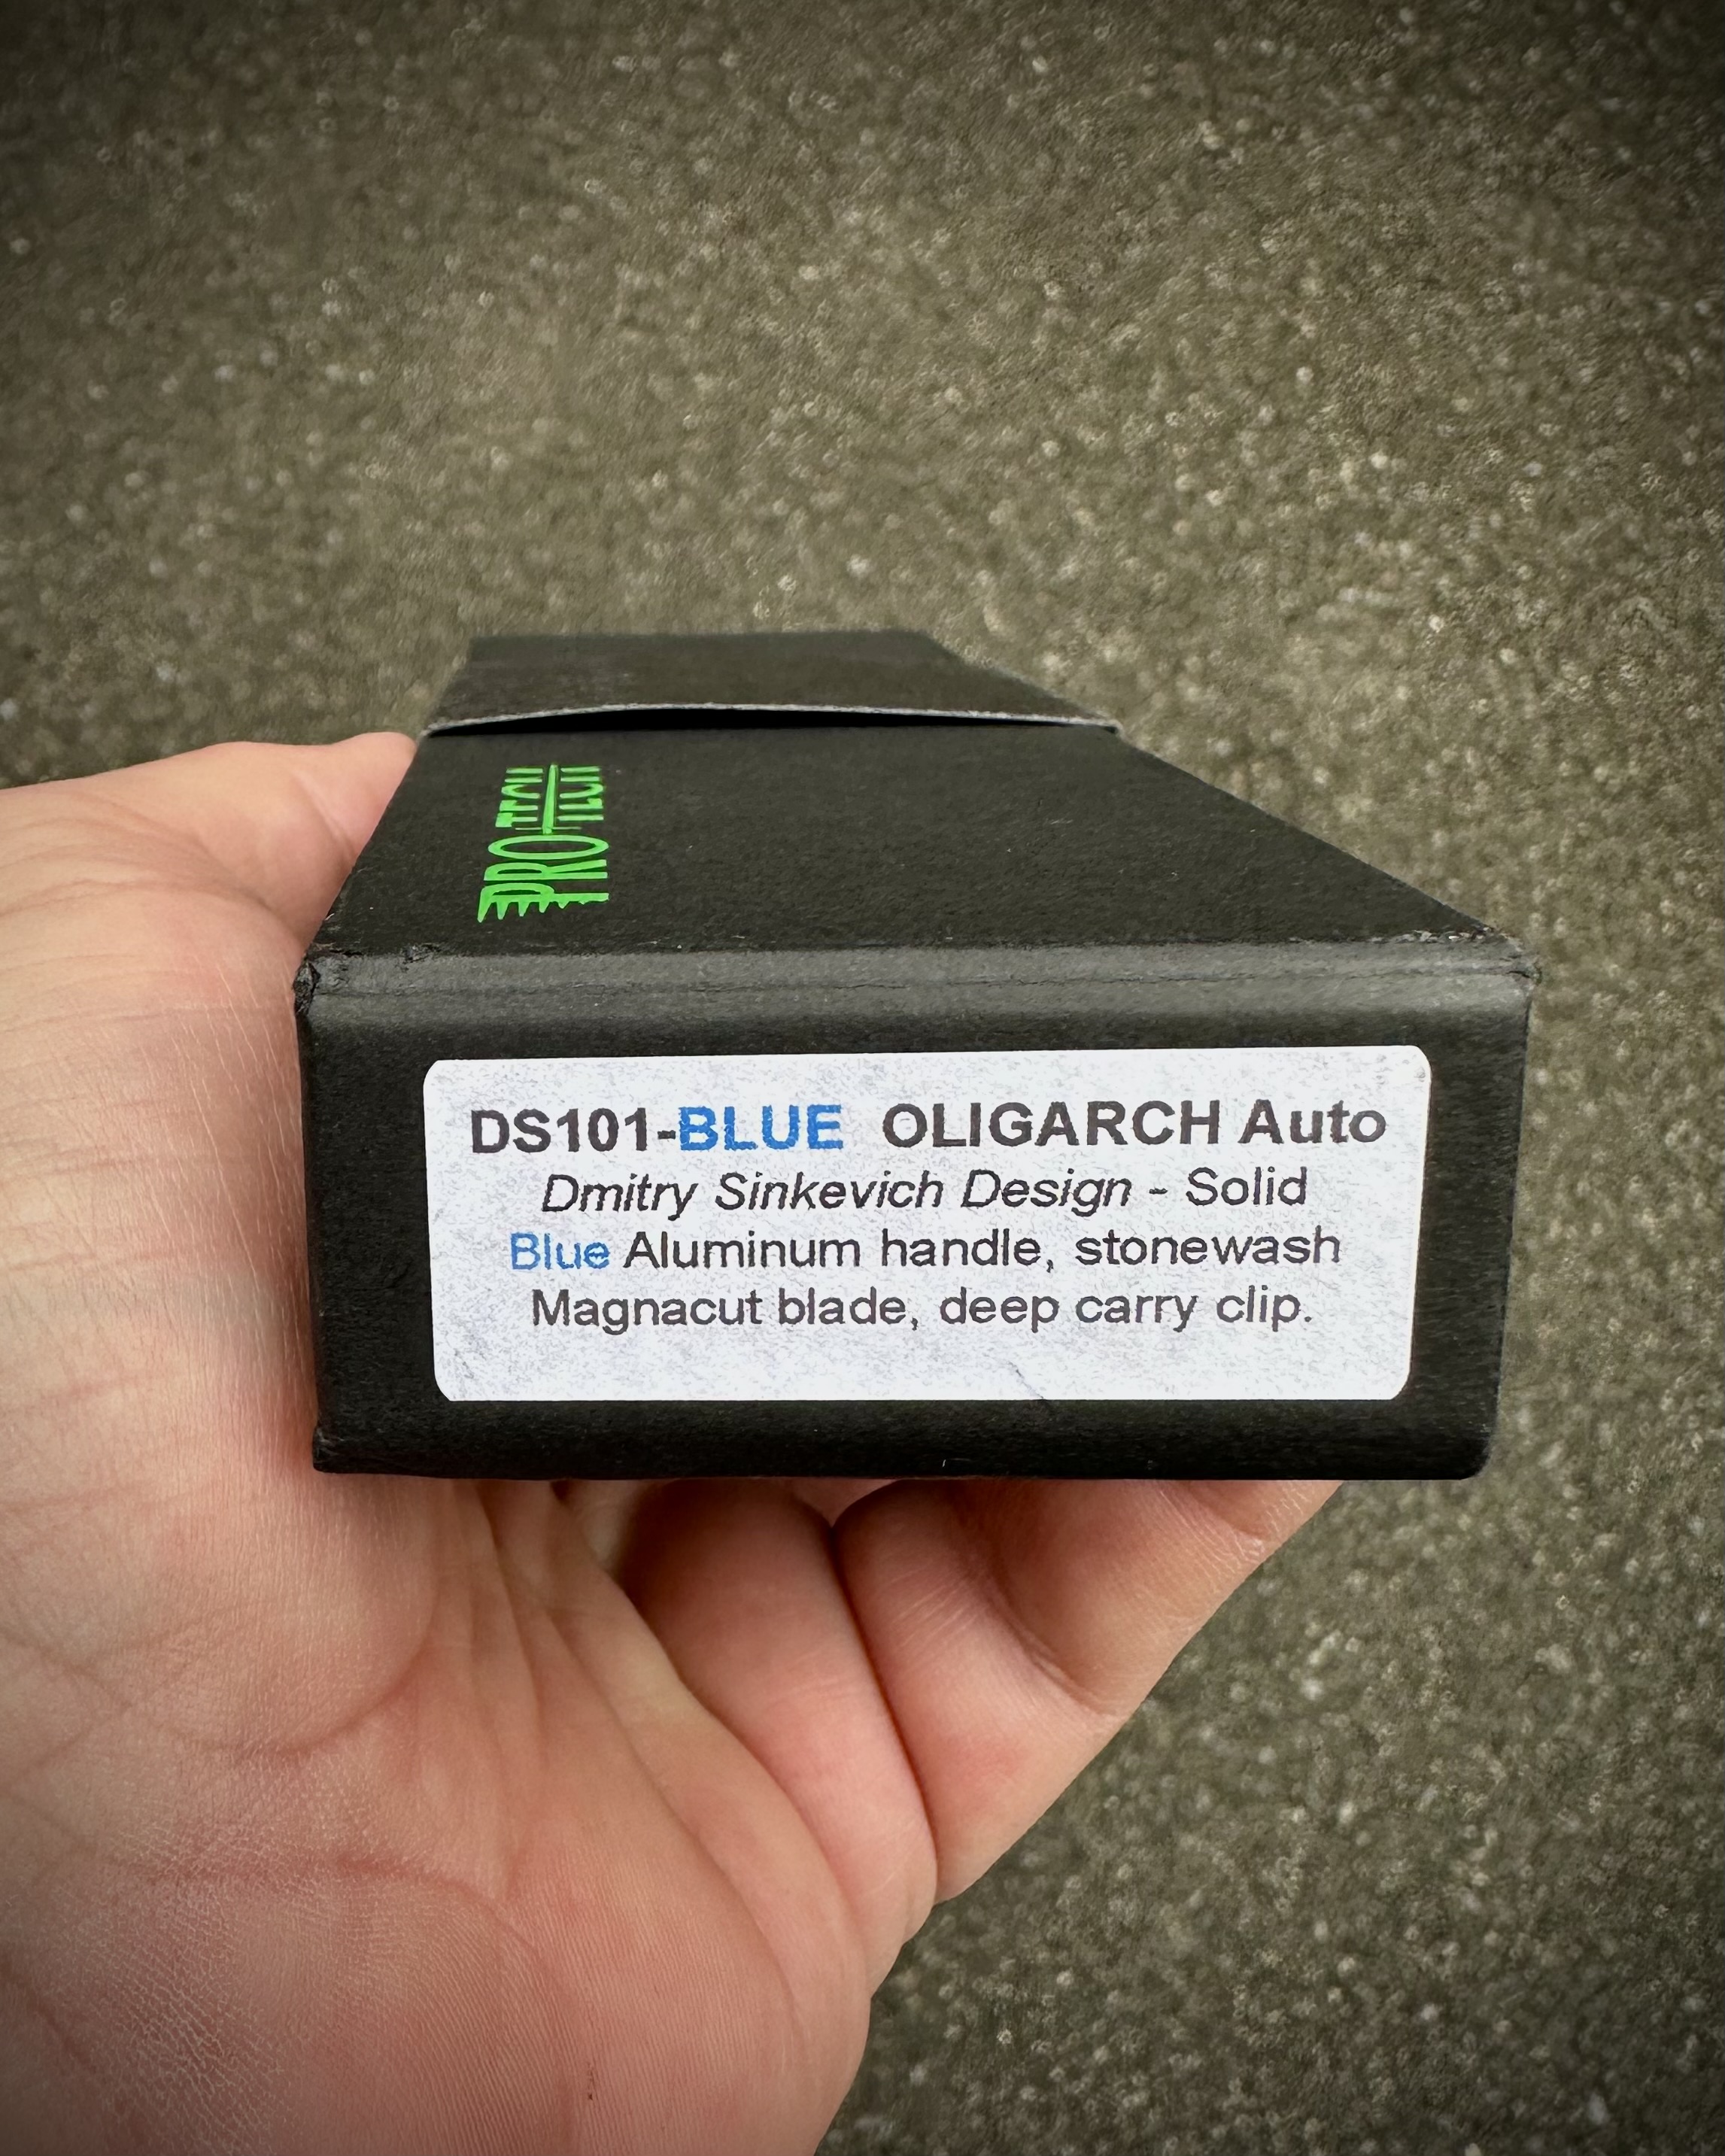 PRO-TECH
DS101-BLUE OLIGARCH Auto
Dmitry Sinkevich Design - Solid
Blue Aluminum handle, stonewash
Magnacut blade, deep carry clip.